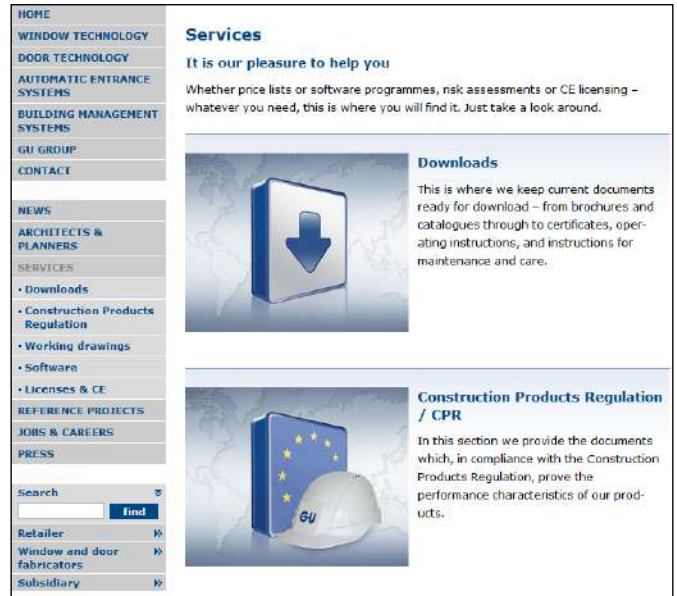 HOME
WINDOW TECHNOLOGY
DOOR TECHNOLOGY
AUTOMATIC ENTRANCE
SYSTEMS
BUILDING MANAGEMENT
SYSTEMS
GU GROUP
CONTACT
NEWS
ARCHITECTS &
PLANNERS
SERVICES
• Downloads
• Construction Products
Regulation
• Working drawings
• Software
• Licenses & CE
REFERENCE PROJECTS
JOBS & CAREERS
PRESS
Search
find
Retailer
Window and door
fabricators
Subsidiary
Services
It is our pleasure to help you
Whether price lists or software programmes, risk assessments or CE licensing –
whatever you need, this is where you will find it. Just take a look around.
Downloads
This is where we keep current documents
ready for download – from brochures and
catalogues through to certificates, oper-
ating instructions, and instructions for
maintenance and care.
Construction Products Regulation
/ CPR
In this section we provide the documents
which, in compliance with the Construction
Products Regulation, prove the
performance characteristics of our prod-
ucts.
GU